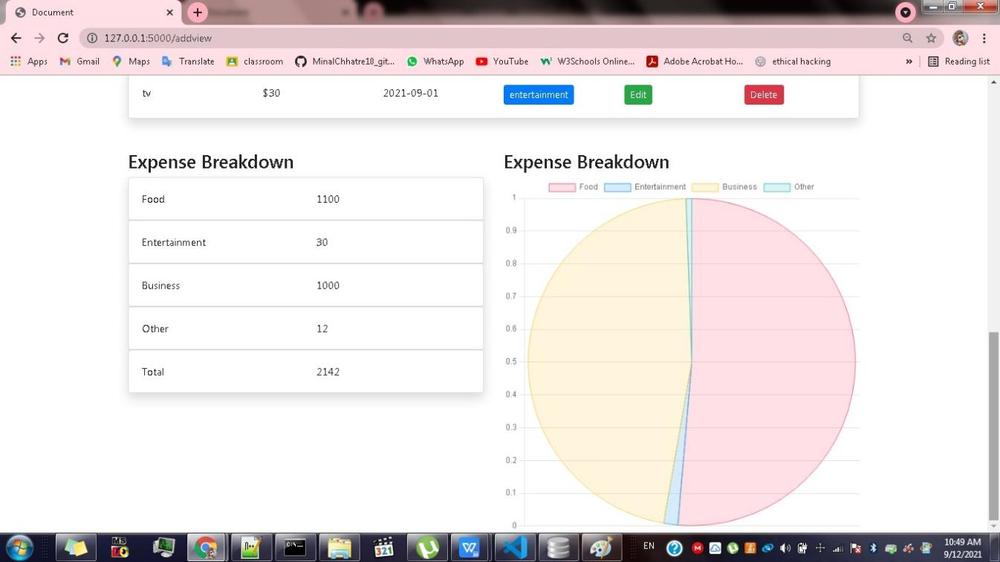 Document
Document
127.0.0.1:5000/addview
Apps Gmail Maps Translate classroom MinalChhatre10_git... WhatsApp YouTube W3Schools Online... Adobe Acrobat Ho... ethical hacking » Reading list
tv $30 2021-09-01 entertainment Edit Delete
Expense Breakdown
Food 1100
Entertainment 30
Business 1000
Other 12
Total 2142
Expense Breakdown
Food Entertainment Business Other
1
0.9
0.8
0.7
0.6
0.5
0.4
0.3
0.2
0.1
0
EN 10:49 AM
9/12/2021